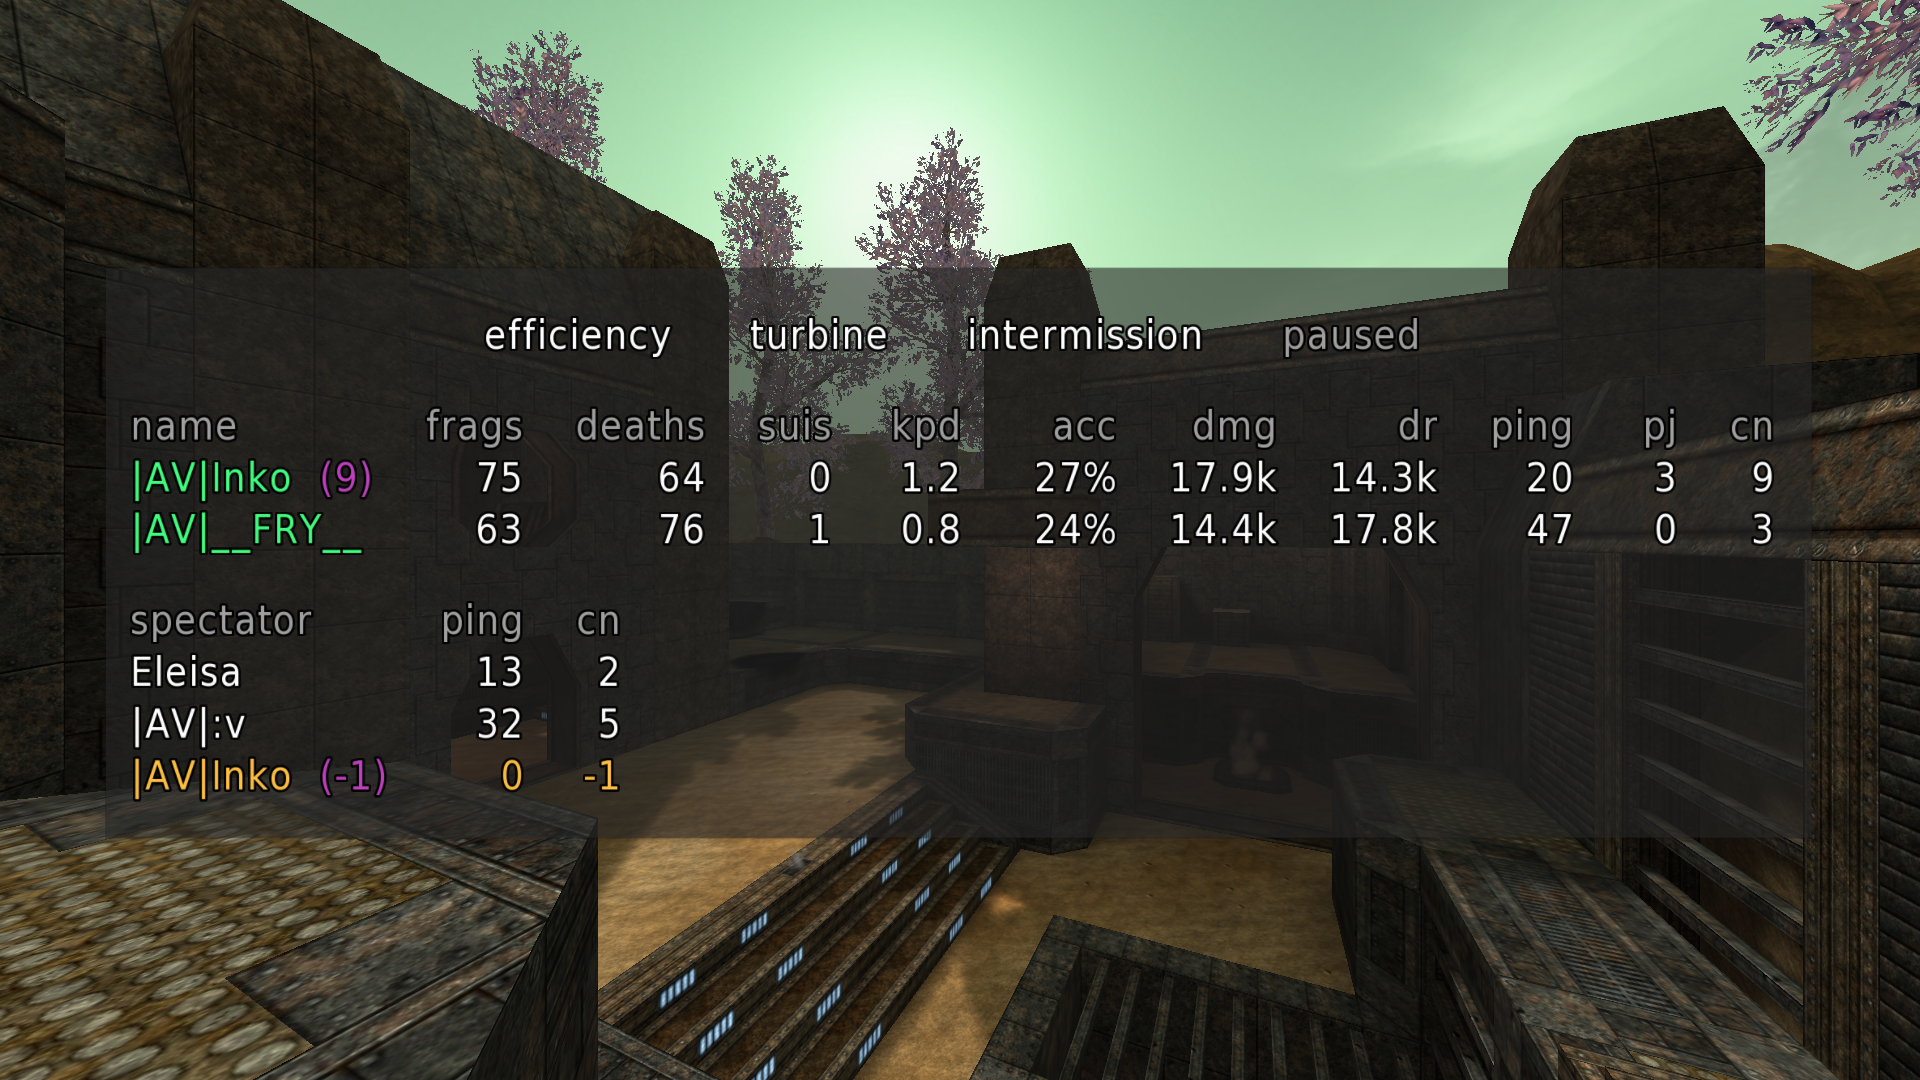 efficiency turbine intermission paused
name frags deaths suis kpd acc dmg dr ping pj cn
|AV|Inko (9) 75 64 0 1.2 27% 17.9k 14.3k 20 3 9
|AV|__FRY__ 63 76 1 0.8 24% 14.4k 17.8k 47 0 3
spectator ping cn
Eleisa 13 2
|AV|:v 32 5
|AV|Inko (-1) 0 -1